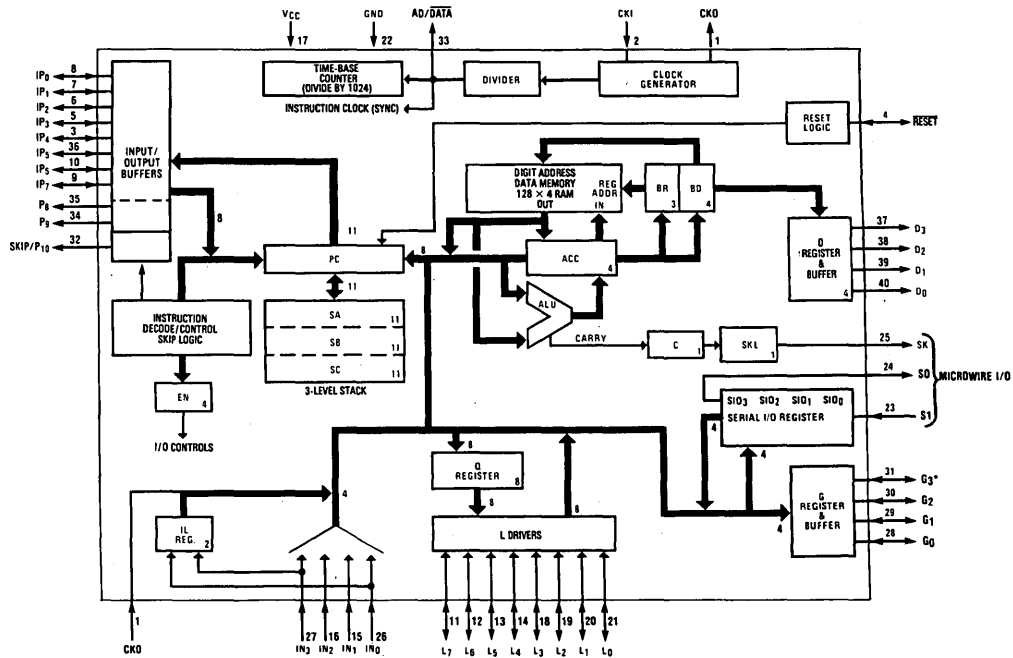 VCC GND AD/DATA CKI CKO
17 22 33 2 1
TIME-BASE
COUNTER
(DIVIDE BY 1024)
DIVIDER
CLOCK
GENERATOR
INSTRUCTION CLOCK (SYNC)
RESET
LOGIC
4 RESET
IP0 8
IP1 7
IP2 6
IP3 5
IP4 3
IP5 36
IP5 10
IP7 9
P8 35
P9 34
SKIP/P10 32
INPUT/
OUTPUT
BUFFERS
8
11
DIGIT ADDRESS
DATA MEMORY
128 × 4 RAM
OUT
REG
ADDR
IN
BR
3
BD
4
D
REGISTER
&
BUFFER
4
37 D3
38 D2
39 D1
40 D0
PC
8
ACC
4
11
ALU
SA 11
SB 11
SC 11
3-LEVEL STACK
INSTRUCTION
DECODE/CONTROL
SKIP LOGIC
EN
4
I/O CONTROLS
CARRY
C
1
SKL
1
25 SK
24 SO
23 S1
MICROWIRE I/O
SIO3 SIO2 SIO1 SIO0
SERIAL I/O REGISTER
4
4
8
Q
REGISTER
8
8
8
L DRIVERS
G
REGISTER
&
BUFFER
4
31 G3*
30 G2
29 G1
28 G0
4
IL
REG.
2
1
CKO
27 16 15 26
IN3 IN2 IN1 IN0
11 12 13 14 18 19 20 21
L7 L6 L5 L4 L3 L2 L1 L0